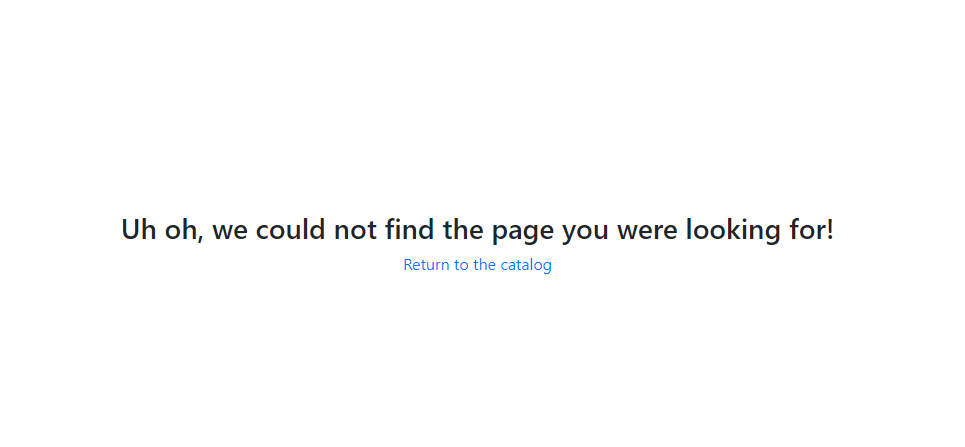 Uh oh, we could not find the page you were looking for!
Return to the catalog